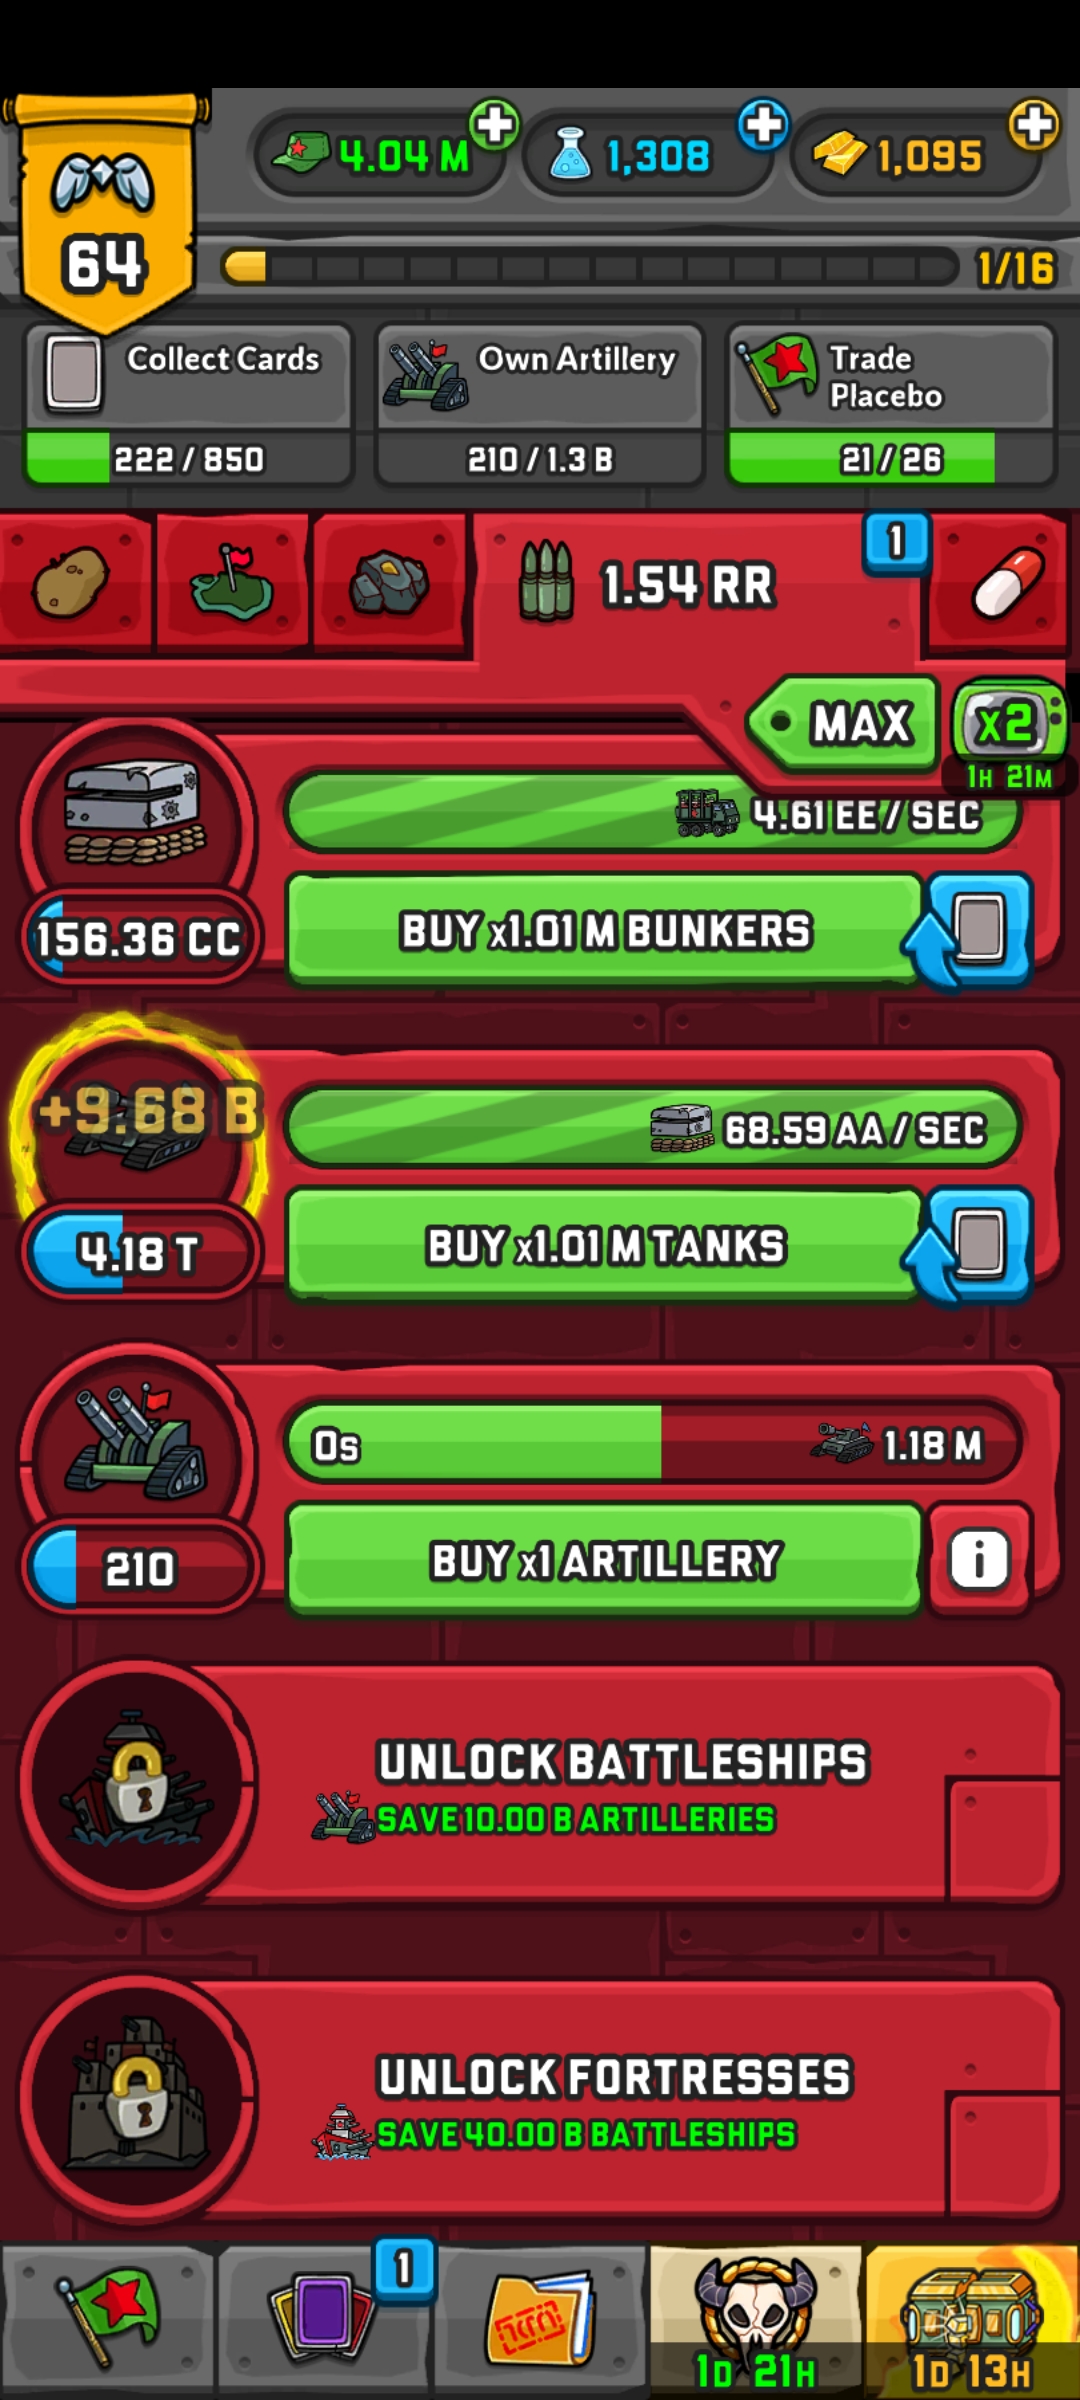 4.04 M
1,308
1,095
64
1/16
Collect Cards
222 / 850
Own Artillery
210 / 1.3 B
Trade
Placebo
21 / 26
1.54 RR
1
MAX
X2
1H 21M
4.61 EE / SEC
156.36 CC
BUY x1.01 M BUNKERS
+9.68 B
68.59 AA / SEC
4.18 T
BUY x1.01 M TANKS
0s
1.18 M
210
BUY x1 ARTILLERY
i
UNLOCK BATTLESHIPS
SAVE 10.00 B ARTILLERIES
UNLOCK FORTRESSES
SAVE 40.00 B BATTLESHIPS
1
1D 21H
1D 13H